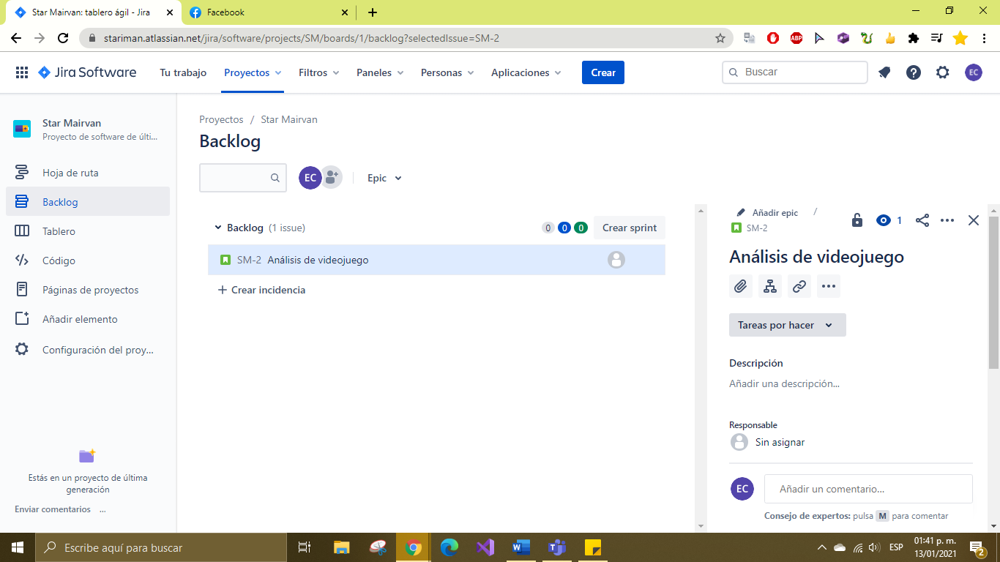 Star Mairvan: tablero ágil - Jira
Facebook
stariman.atlassian.net/jira/software/projects/SM/boards/1/backlog?selectedIssue=SM-2
ABP
Jira Software
Tu trabajo
Proyectos
Filtros
Paneles
Personas
Aplicaciones
Crear
Buscar
EC
Star Mairvan
Proyecto de software de últi...
Hoja de ruta
Backlog
Tablero
Código
Páginas de proyectos
Añadir elemento
Configuración del proy...
Estás en un proyecto de última
generación
Enviar comentarios ...
Proyectos / Star Mairvan
Backlog
EC
Epic
Backlog (1 issue)
0 0 0
Crear sprint
SM-2 Análisis de videojuego
+ Crear incidencia
Añadir epic /
SM-2
1
Análisis de videojuego
Tareas por hacer
Descripción
Añadir una descripción...
Responsable
Sin asignar
EC
Añadir un comentario...
Consejo de expertos: pulsa M para comentar
Escribe aquí para buscar
ESP
01:41 p. m.
13/01/2021
2